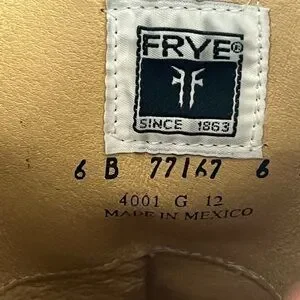 FRYE®
SINCE 1863
6 B 77167 6
4001 G 12
MADE IN MEXICO